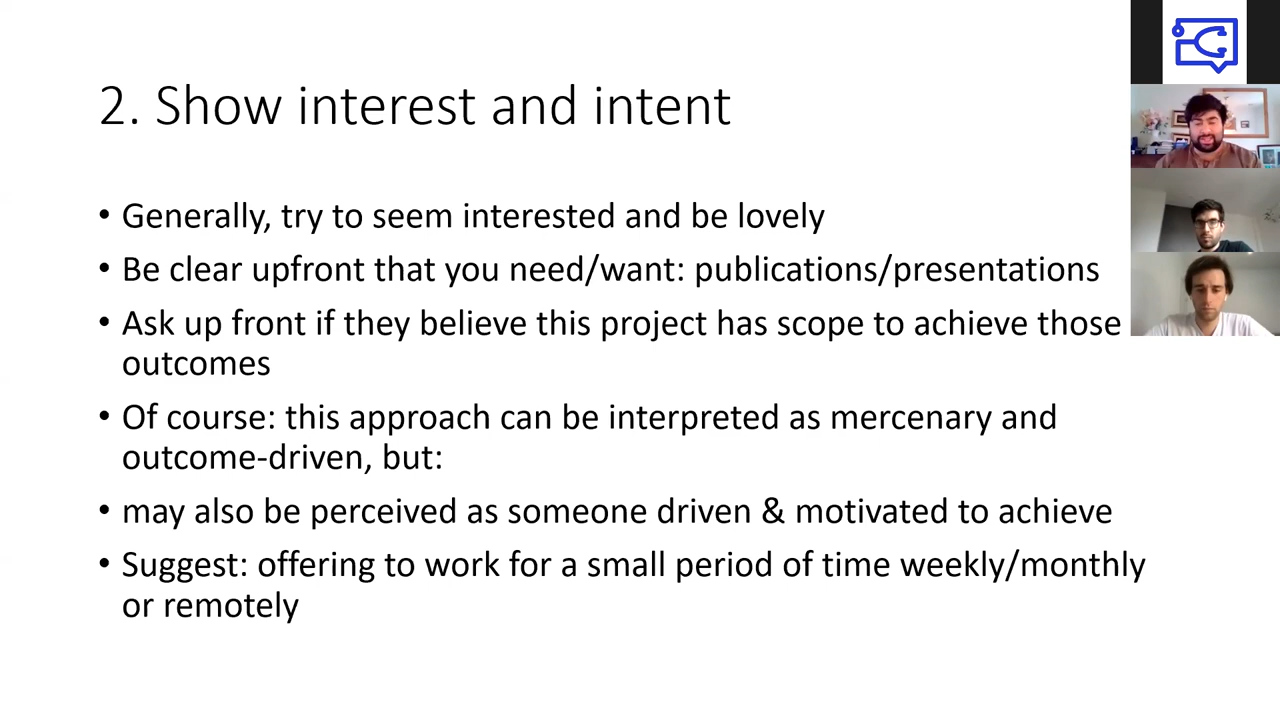 2. Show interest and intent
• Generally, try to seem interested and be lovely
• Be clear upfront that you need/want: publications/presentations
• Ask up front if they believe this project has scope to achieve those
outcomes
• Of course: this approach can be interpreted as mercenary and
outcome-driven, but:
• may also be perceived as someone driven & motivated to achieve
• Suggest: offering to work for a small period of time weekly/monthly
or remotely